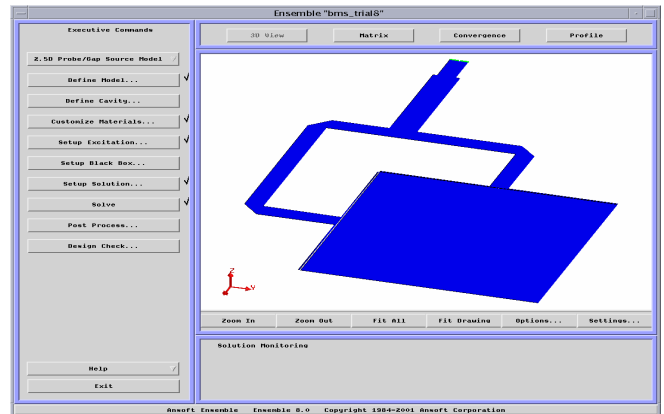 Ensemble "brms_trial8"
Executive Commands
2.5D Probe/Gap Source Model
Define Model...
Define Cavity...
Customize Materials...
Setup Excitation...
Setup Black Box...
Setup Solution...
Solve
Post Process...
Design Check...
Help
Exit
3D View Matrix Convergence Profile
Z
Y
Zoom In Zoom Out Fit All Fit Drawing Options... Settings...
Solution Monitoring
Ansoft Ensemble Ensemble 8.0 Copyright 1984-2001 Ansoft Corporation